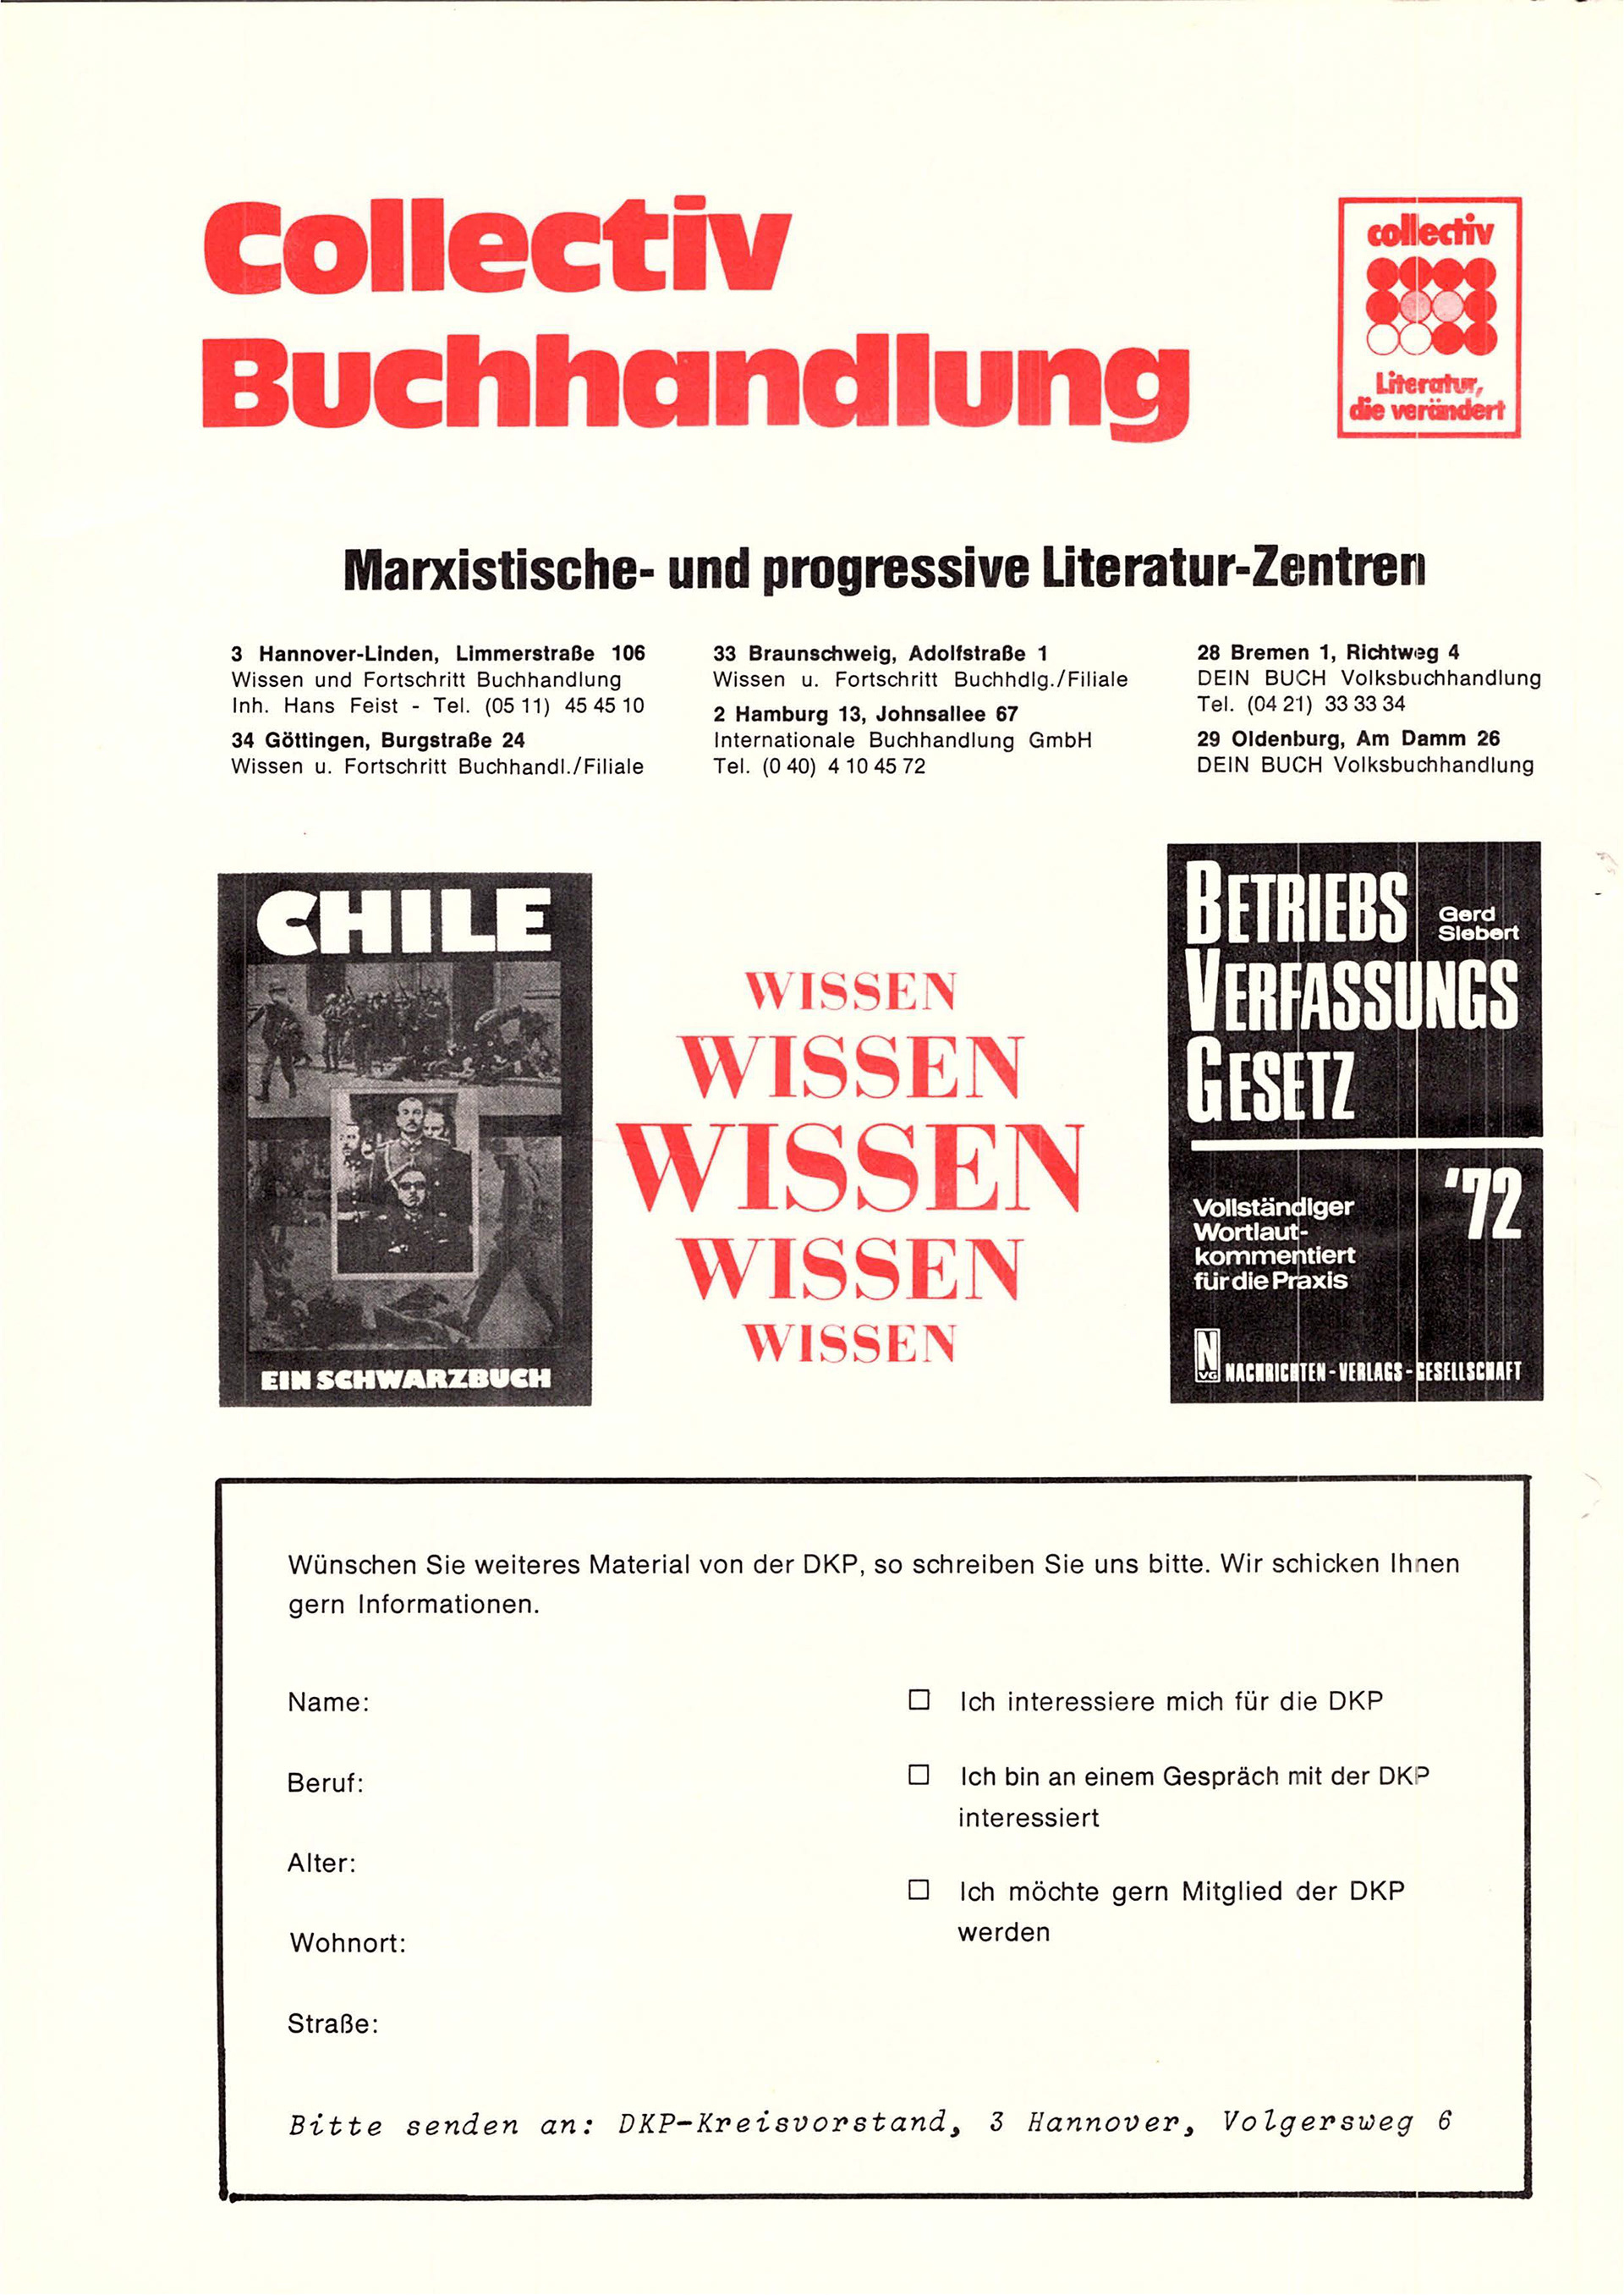 Collectiv
Buchhandlung
collectiv
Literatur,
die verändert
Marxistische- und progressive Literatur-Zentren
3 Hannover-Linden, Limmerstraße 106
Wissen und Fortschritt Buchhandlung
Inh. Hans Feist - Tel. (05 11) 45 45 10
34 Göttingen, Burgstraße 24
Wissen u. Fortschritt Buchhandl./Filiale
33 Braunschweig, Adolfstraße 1
Wissen u. Fortschritt Buchhdlg./Filiale
2 Hamburg 13, Johnsallee 67
Internationale Buchhandlung GmbH
Tel. (0 40) 4 10 45 72
28 Bremen 1, Richtweg 4
DEIN BUCH Volksbuchhandlung
Tel. (04 21) 33 33 34
29 Oldenburg, Am Damm 26
DEIN BUCH Volksbuchhandlung
CHILE
EIN SCHWARZBUCH
WISSEN
WISSEN
WISSEN
WISSEN
WISSEN
BETRIEBS
Gerd
Siebert
VERFASSUNGS
GESETZ
'72
Vollständiger
Wortlaut-
kommentiert
für die Praxis
N
VG
NACHRICHTEN-VERLAGS-GESELLSCHAFT
Wünschen Sie weiteres Material von der DKP, so schreiben Sie uns bitte. Wir schicken Ihnen
gern Informationen.
Name:
Beruf:
Alter:
Wohnort:
Straße:
Ich interessiere mich für die DKP
Ich bin an einem Gespräch mit der DKP
interessiert
Ich möchte gern Mitglied der DKP
werden
Bitte senden an: DKP-Kreisvorstand, 3 Hannover, Volgersweg 6